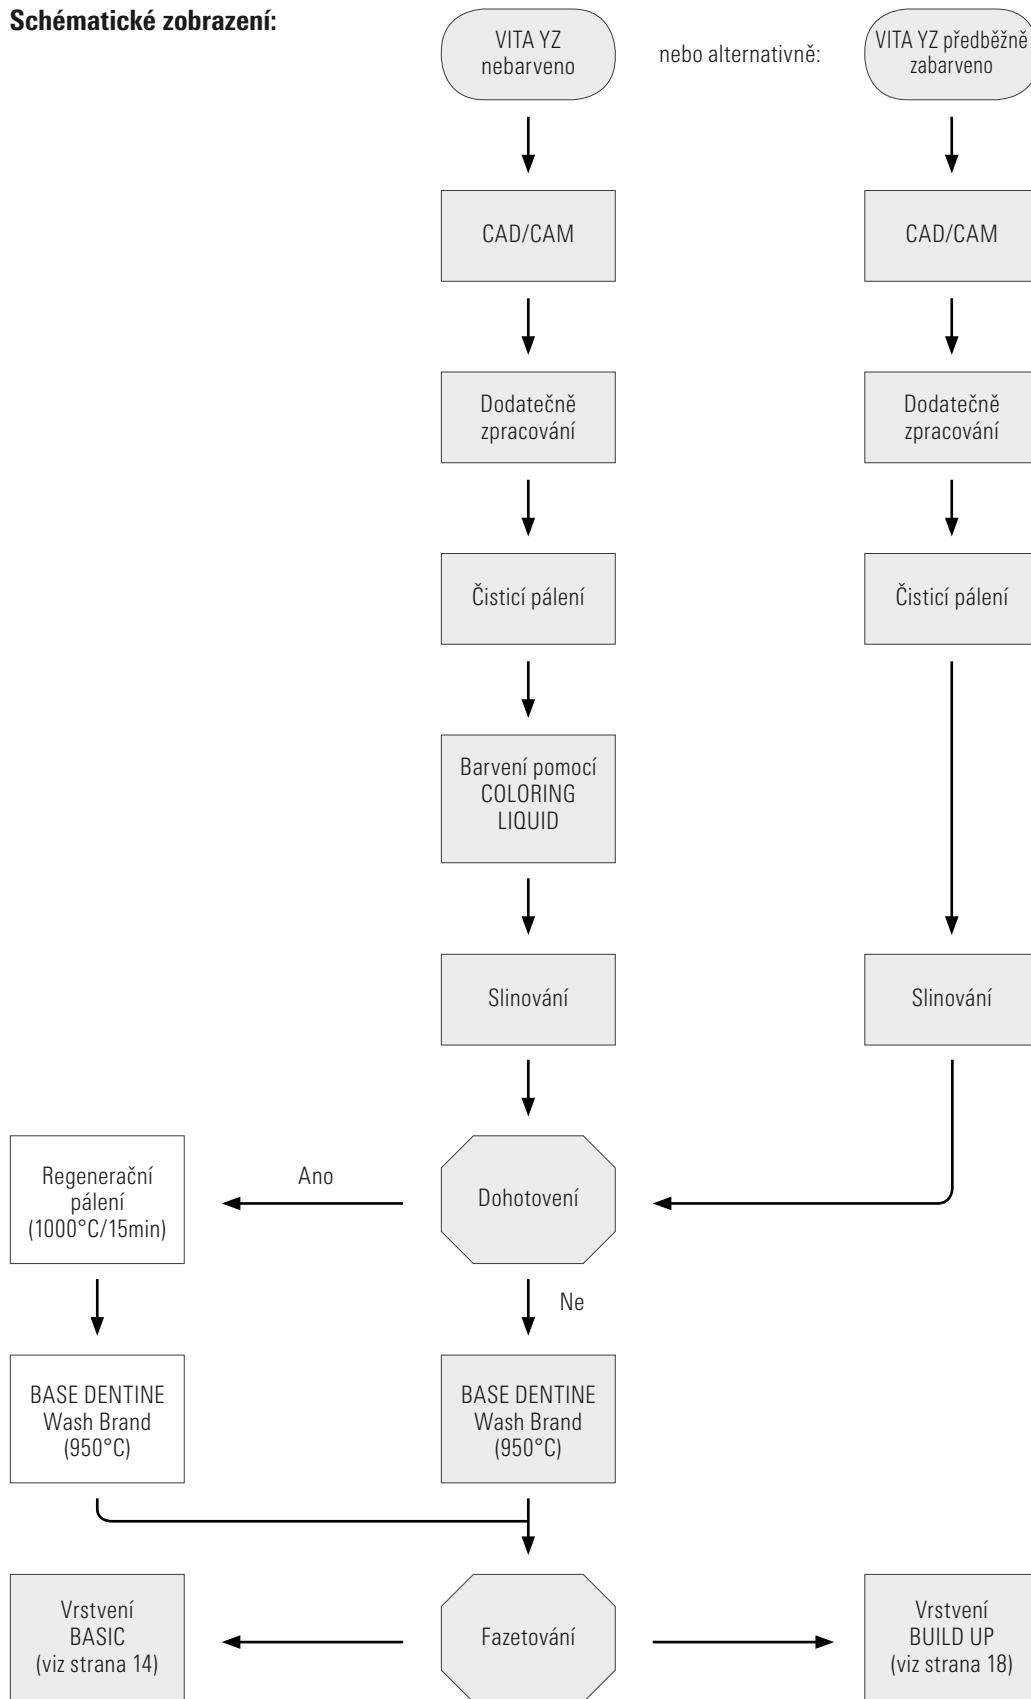 Schématické zobrazení:
VITA YZ
nebarveno
nebo alternativně:
VITA YZ předběžně
zabarveno
CAD/CAM
CAD/CAM
Dodatečně
zpracování
Dodatečně
zpracování
Čisticí pálení
Čisticí pálení
Barvení pomocí
COLORING
LIQUID
Slinování
Slinování
Regenerační
pálení
(1000°C/15min)
Ano
Dohotovení
Ne
BASE DENTINE
Wash Brand
(950°C)
BASE DENTINE
Wash Brand
(950°C)
Vrstvení
BASIC
(viz strana 14)
Fazetování
Vrstvení
BUILD UP
(viz strana 18)